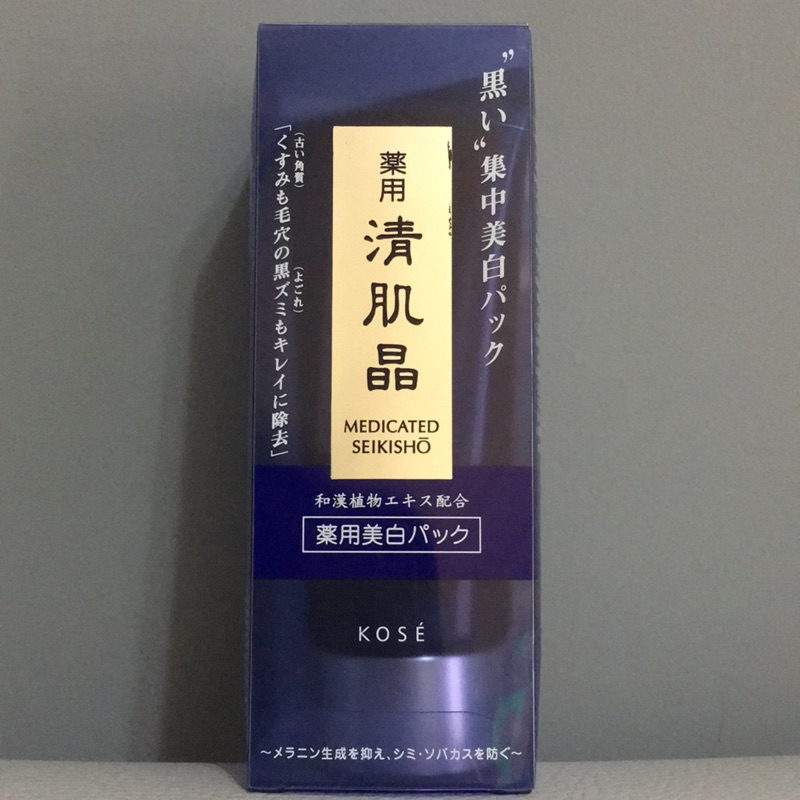 ”黒い“集中美白パック
薬用
清肌晶
MEDICATED
SEIKISHŌ
(古い角質)
(よごれ)
「くすみも毛穴の黒ズミもキレイに除去」
和漢植物エキス配合
薬用美白パック
KOSÉ
～メラニン生成を抑え、シミ・ソバカスを防ぐ～